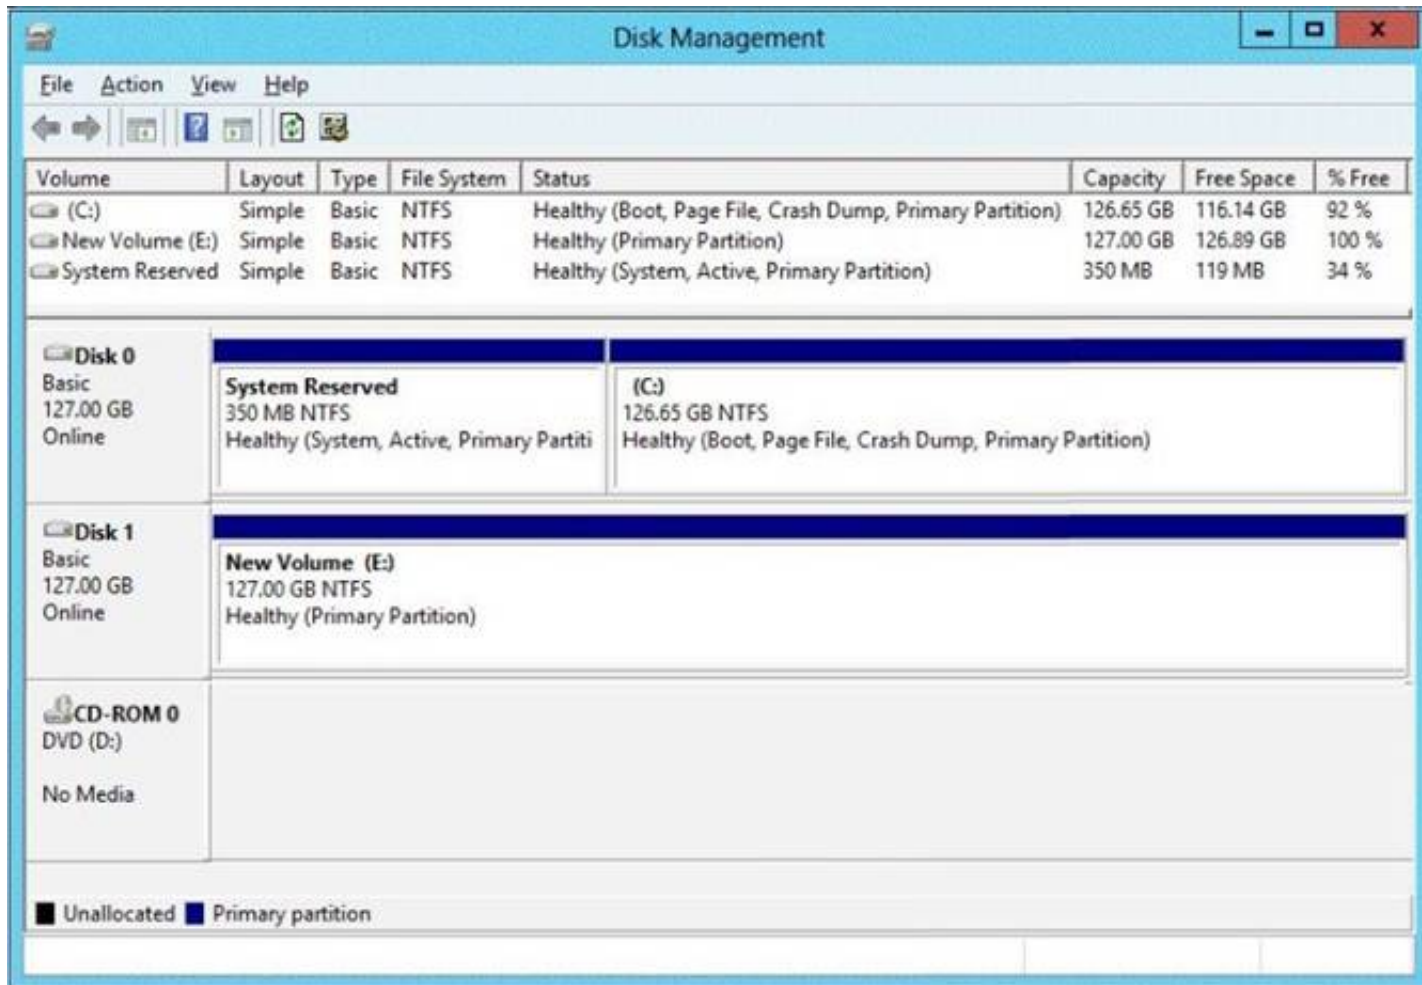 Disk Management
File Action View Help
Volume Layout Type File System Status Capacity Free Space % Free
(C:) Simple Basic NTFS Healthy (Boot, Page File, Crash Dump, Primary Partition) 126.65 GB 116.14 GB 92 %
New Volume (E:) Simple Basic NTFS Healthy (Primary Partition) 127.00 GB 126.89 GB 100 %
System Reserved Simple Basic NTFS Healthy (System, Active, Primary Partition) 350 MB 119 MB 34 %
Disk 0
Basic
127.00 GB
Online
System Reserved
350 MB NTFS
Healthy (System, Active, Primary Partiti
(C:)
126.65 GB NTFS
Healthy (Boot, Page File, Crash Dump, Primary Partition)
Disk 1
Basic
127.00 GB
Online
New Volume (E:)
127.00 GB NTFS
Healthy (Primary Partition)
CD-ROM 0
DVD (D:)
No Media
Unallocated Primary partition